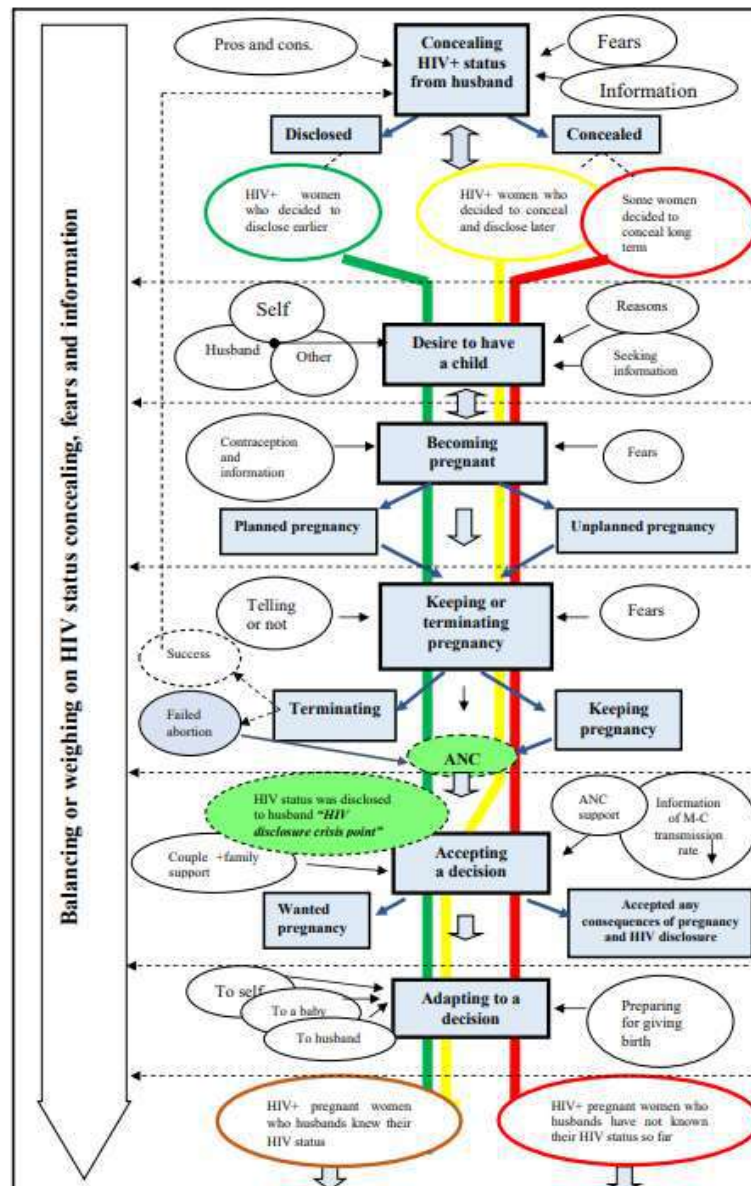 Balancing or weighing on HIV status concealing, fears and information
Pros and cons.
Concealing
HIV+ status
from husband
Fears
Information
Disclosed
Concealed
HIV+ women
who decided to
disclose earlier
HIV+ women who
decided to conceal
and disclose later
Some women
decided to
conceal long
term
Self
Husband
Other
Desire to have
a child
Reasons
Seeking
information
Contraception
and
information
Becoming
pregnant
Fears
Planned pregnancy
Unplanned pregnancy
Telling
or not
Keeping or
terminating
pregnancy
Fears
Success
Terminating
Keeping
pregnancy
Failed
abortion
ANC
HIV status was disclosed
to husband “HIV
disclosure crisis point”
ANC
support
Information
of M-C
transmission
rate
Couple +family
support
Accepting
a decision
Wanted
pregnancy
Accepted any
consequences of pregnancy
and HIV disclosure
To self
To a baby
To husband
Adapting to a
decision
Preparing
for giving
birth
HIV+ pregnant women
who husbands knew their
HIV status
HIV+ pregnant women who
husbands have not known
their HIV status so far